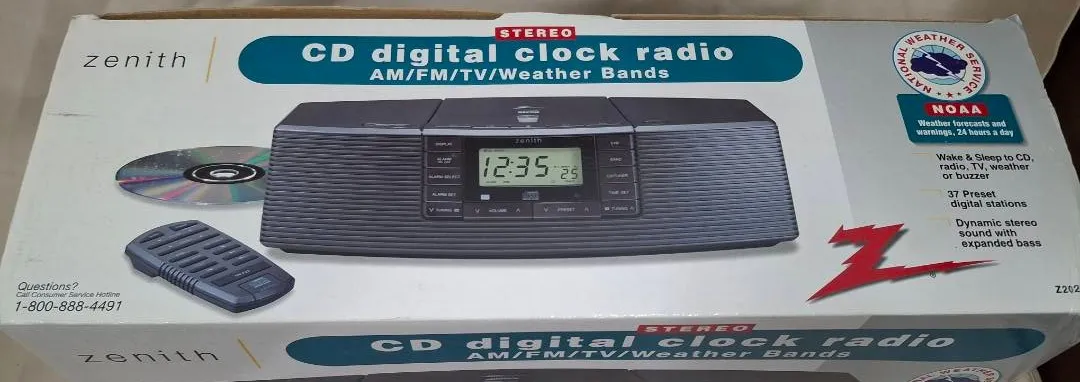 zenith
STEREO
CD digital clock radio
AM/FM/TV/Weather Bands
NATIONAL WEATHER SERVICE
NOAA
Weather forecasts and
warnings, 24 hours a day
Wake & Sleep to CD,
radio, TV, weather
or buzzer
37 Preset
digital stations
Dynamic stereo
sound with
expanded bass
Z202
zenith
12:35
25
DISPLAY
ALARM SELECT
ALARM SET
TUNING
VOLUME
PRESET
BAND
TIME SET
TUNING
Questions?
Call Consumer Service Hotline
1-800-888-4491
zenith
STEREO
CD digital clock radio
AM/FM/TV/Weather Bands